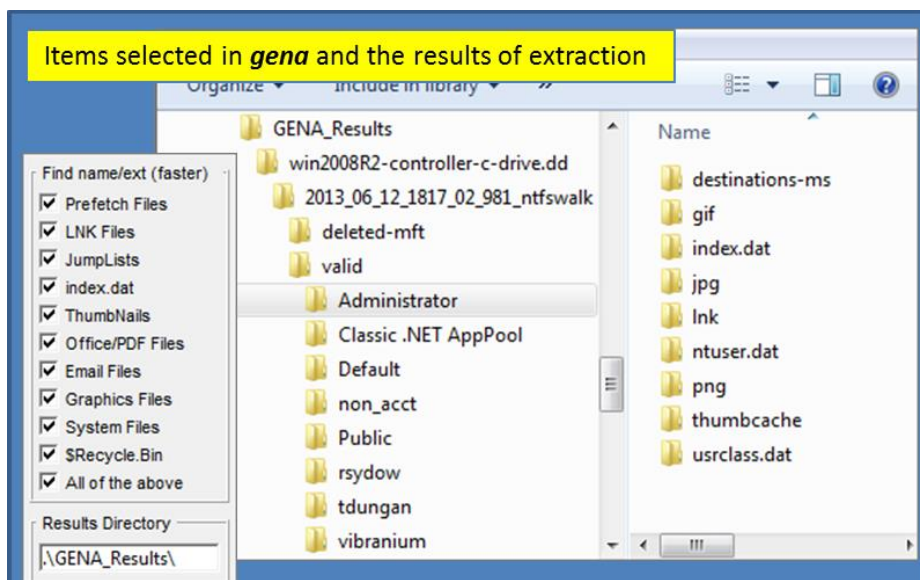 Items selected in gena and the results of extraction
Organize
Include in library
»
GENA_Results
win2008R2-controller-c-drive.dd
2013_06_12_1817_02_981_ntfswalk
deleted-mft
valid
Administrator
Classic .NET AppPool
Default
non_acct
Public
rsydow
tdungan
vibranium
Name
destinations-ms
gif
index.dat
jpg
lnk
ntuser.dat
png
thumbcache
usrclass.dat
Find name/ext (faster)
Prefetch Files
LNK Files
JumpLists
index.dat
ThumbNails
Office/PDF Files
Email Files
Graphics Files
System Files
$Recycle.Bin
All of the above
Results Directory
.\GENA_Results\